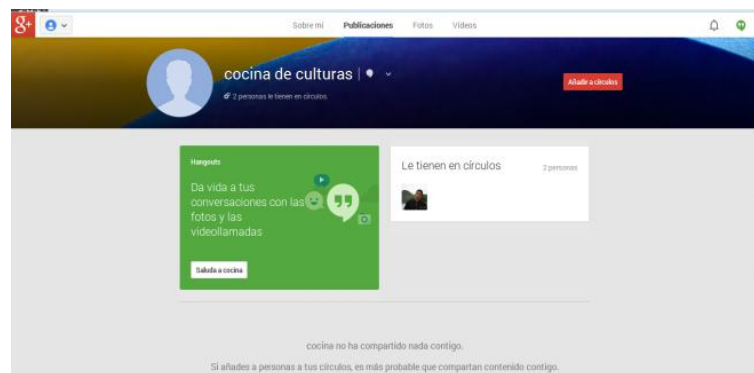 g+
Sobre mí Publicaciones Fotos Vídeos
cocina de culturas
2 personas le tienen en círculos
Añadir a círculos
Hangouts
Da vida a tus
conversaciones con las
fotos y las
videollamadas
Saluda a cocina
Le tienen en círculos 2 personas
cocina no ha compartido nada contigo.
Si añades a personas a tus círculos, es más probable que compartan contenido contigo.